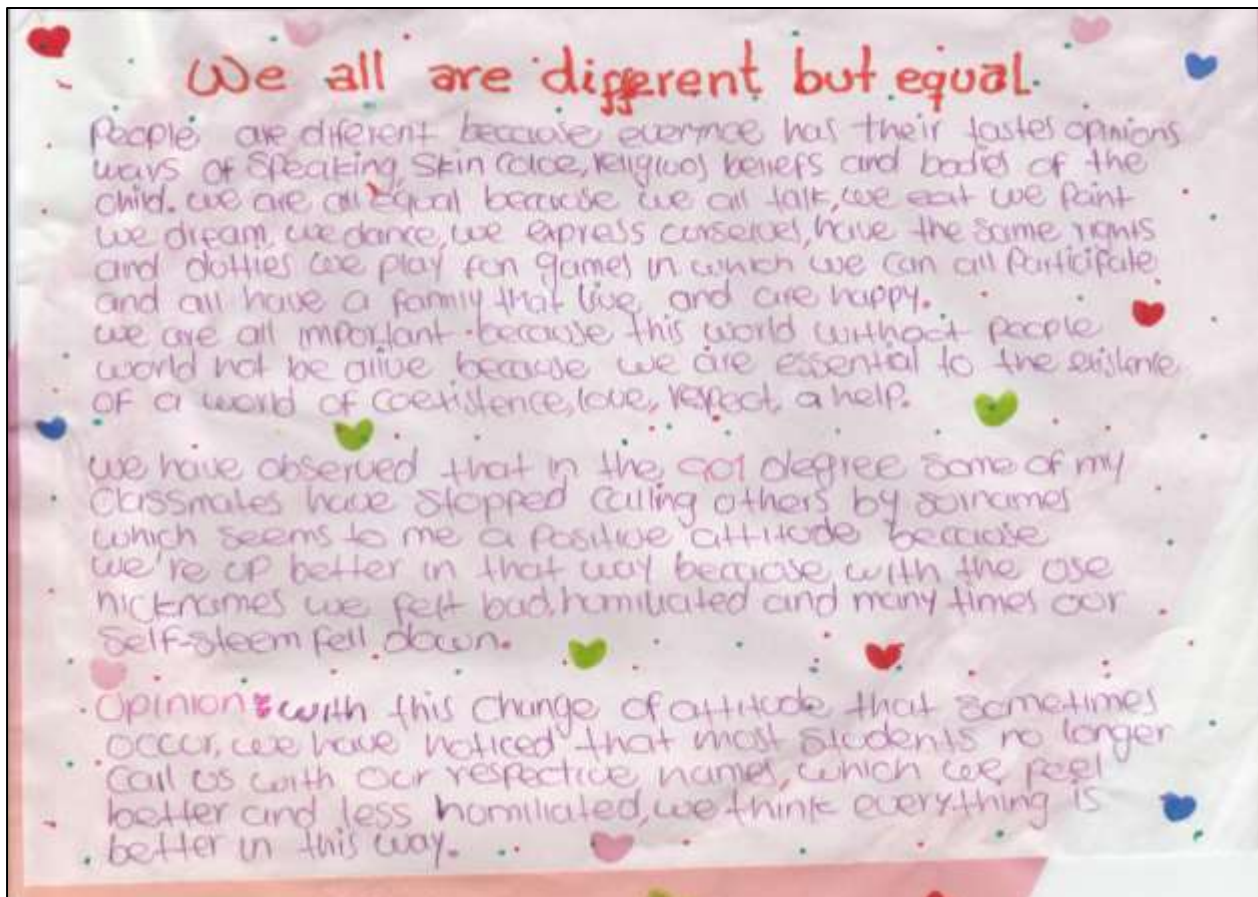 We all are different but equal.
People are diferent because everynce has their tastes opinions
ways of speaking, skin coloe, religios beliefs and bodies of the
child. we are all equal because we all talk, we eat we paint
we dream, we dance, we express ourselves, have the same rights
and dutties we play fun games in which we can all participate
and all have a family that live and are happy.
we are all important because this world without people
world not be alive because we are essential to the existence
of a world of coexistence, love, respect, a help.
we have observed that in the 901 degree some of my
classmates have stopped calling others by surnames
which seems to me a positive attitude because
we're up better in that way because with the use
nicknames we felt bad, humiliated and many times our
self-steem fell down.
Opinion: with this change of attitude that sometimes
occur, we have noticed that most students no longer
call us with our respective names, which we feel
better and less homiliated, we think everything is
better in this way.